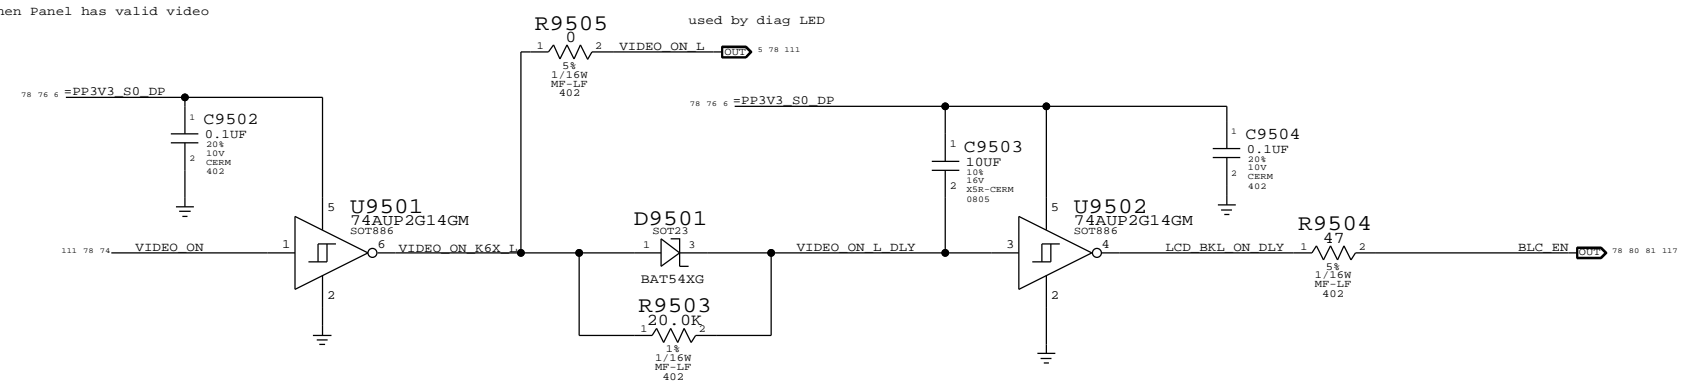 hen Panel has valid video
R9505
0
1 2 VIDEO_ON_L OUT 5 78 111
5%
1/16W
MF-LF
402
used by diag LED
78 76 6 =PP3V3_S0_DP
1 C9502
0.1UF
20%
10V
2 CERM
402
78 76 6 =PP3V3_S0_DP
1 C9503
10UF
10%
16V
2 X5R-CERM
0805
1 C9504
0.1UF
20%
10V
2 CERM
402
5 U9501
74AUP2G14GM
SOT886
111 78 74 VIDEO_ON 1 6 VIDEO_ON_K6X_L
2
D9501
SOT23
1 3
BAT54XG
R9503
20.0K
1 2
1%
1/16W
MF-LF
402
VIDEO_ON_L_DLY
5 U9502
74AUP2G14GM
SOT886
3 4 LCD_BKL_ON_DLY
2
R9504
47
1 2
5%
1/16W
MF-LF
402
BLC_EN OUT 78 80 81 117